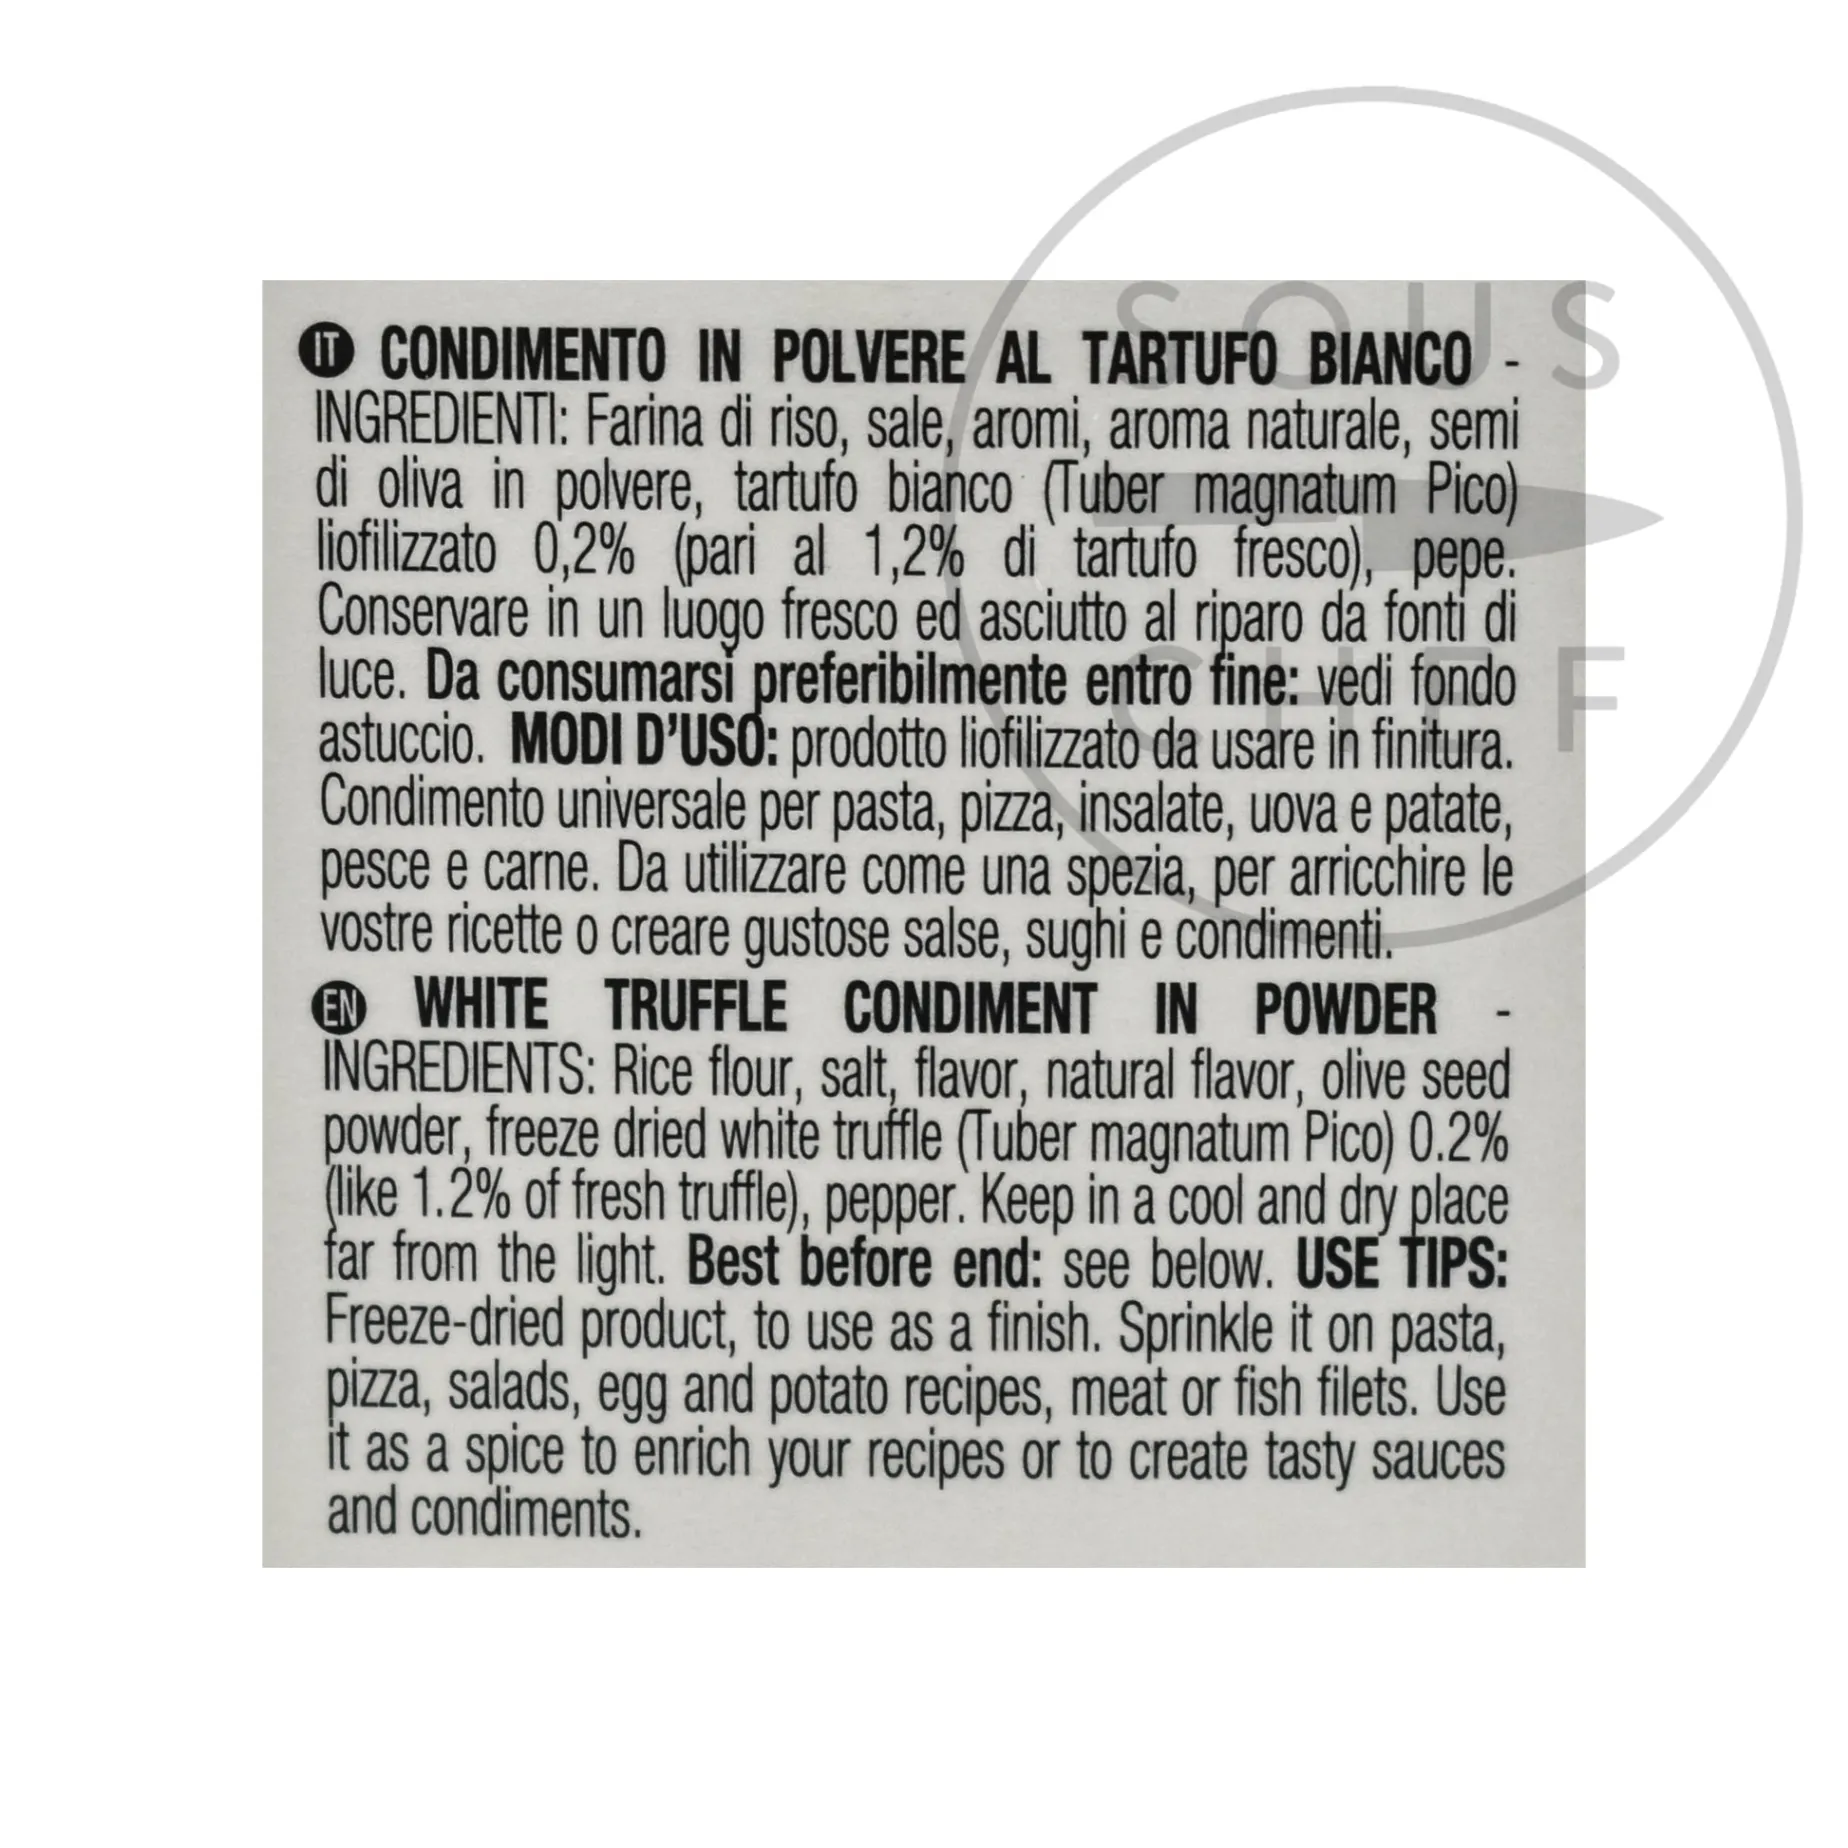 IT CONDIMENTO IN POLVERE AL TARTUFO BIANCO -
INGREDIENTI: Farina di riso, sale, aromi, aroma naturale, semi
di oliva in polvere, tartufo bianco (Tuber magnatum Pico)
liofilizzato 0,2% (pari al 1,2% di tartufo fresco), pepe.
Conservare in un luogo fresco ed asciutto al riparo da fonti di
luce. Da consumarsi preferibilmente entro fine: vedi fondo
astuccio. MODI D'USO: prodotto liofilizzato da usare in finitura.
Condimento universale per pasta, pizza, insalate, uova e patate,
pesce e carne. Da utilizzare come una spezia, per arricchire le
vostre ricette o creare gustose salse, sughi e condimenti.
EN WHITE TRUFFLE CONDIMENT IN POWDER -
INGREDIENTS: Rice flour, salt, flavor, natural flavor, olive seed
powder, freeze dried white truffle (Tuber magnatum Pico) 0.2%
(like 1.2% of fresh truffle), pepper. Keep in a cool and dry place
far from the light. Best before end: see below. USE TIPS:
Freeze-dried product, to use as a finish. Sprinkle it on pasta,
pizza, salads, egg and potato recipes, meat or fish filets. Use
it as a spice to enrich your recipes or to create tasty sauces
and condiments.
SOUS
CHEF